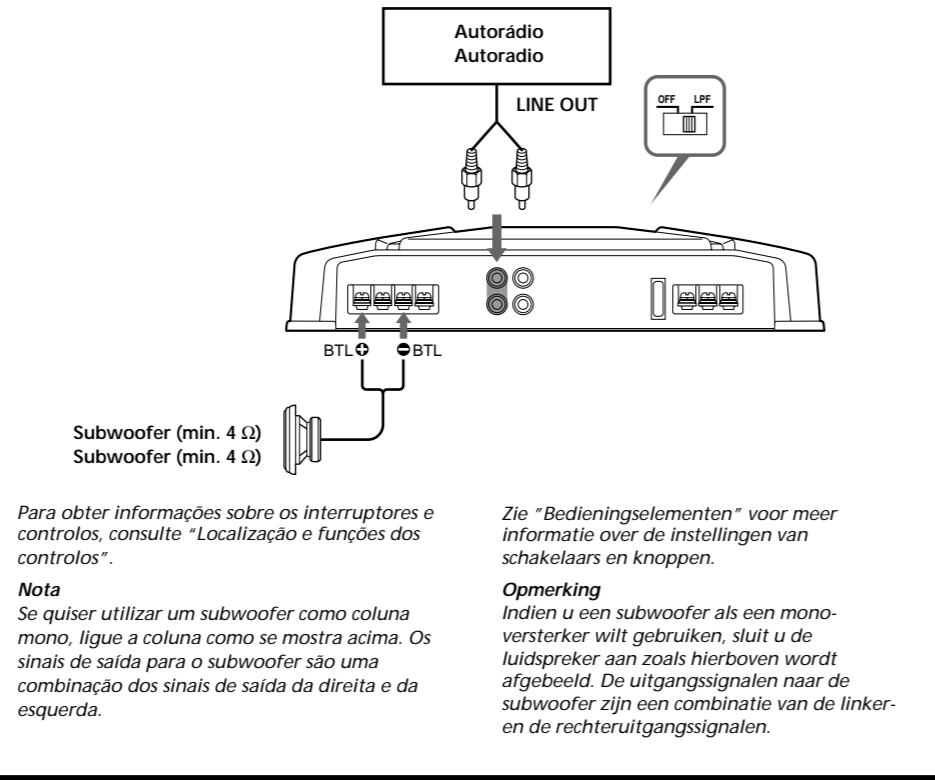 Autorádio
Autoradio
LINE OUT
OFF LPF
BTL + − BTL
Subwoofer (min. 4 Ω)
Subwoofer (min. 4 Ω)
Para obter informações sobre os interruptores e
controlos, consulte “Localização e funções dos
controlos”.
Nota
Se quiser utilizar um subwoofer como coluna
mono, ligue a coluna como se mostra acima. Os
sinais de saída para o subwoofer são uma
combinação dos sinais de saída da direita e da
esquerda.
Zie ”Bedieningselementen” voor meer
informatie over de instellingen van
schakelaars en knoppen.
Opmerking
Indien u een subwoofer als een mono-
versterker wilt gebruiken, sluit u de
luidspreker aan zoals hierboven wordt
afgebeeld. De uitgangssignalen naar de
subwoofer zijn een combinatie van de linker-
en de rechteruitgangssignalen.